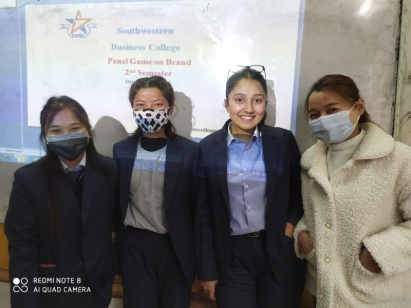 SWBC
Southwestern
Business College
Panel Game on Brand
2nd Semester
REDMI NOTE 8
AI QUAD CAMERA